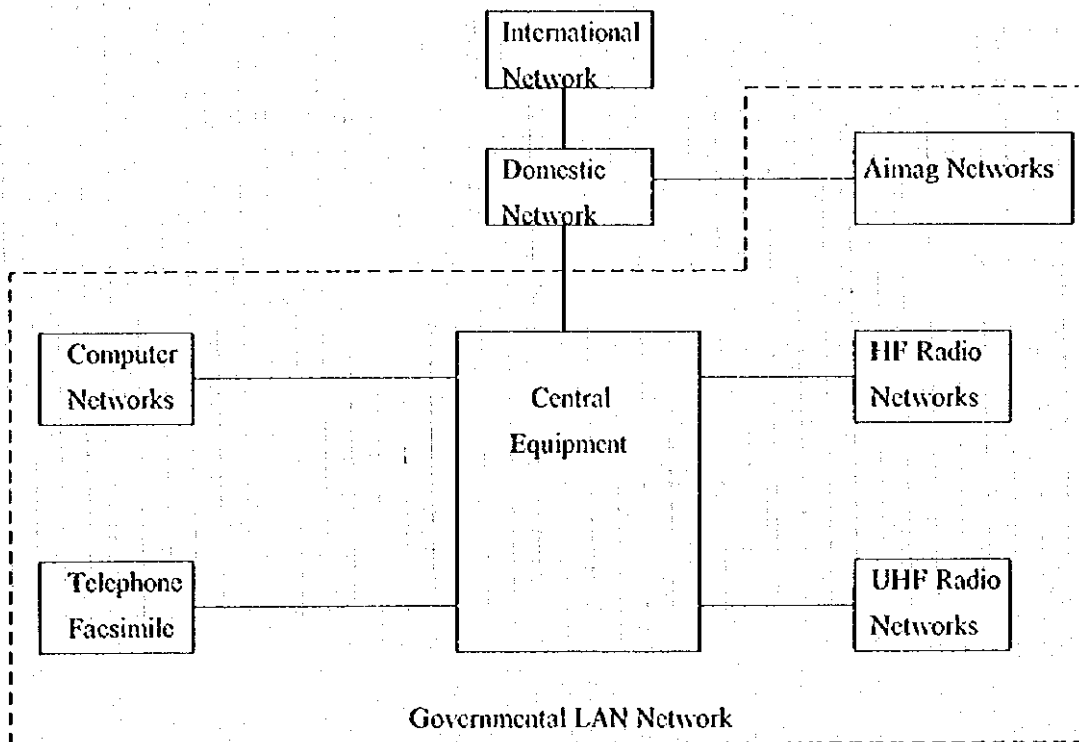 International
Network
Domestic
Network
Aimag Networks
Computer
Networks
Central
Equipment
HF Radio
Networks
Telephone
Facsimile
UHF Radio
Networks
Governmental LAN Network